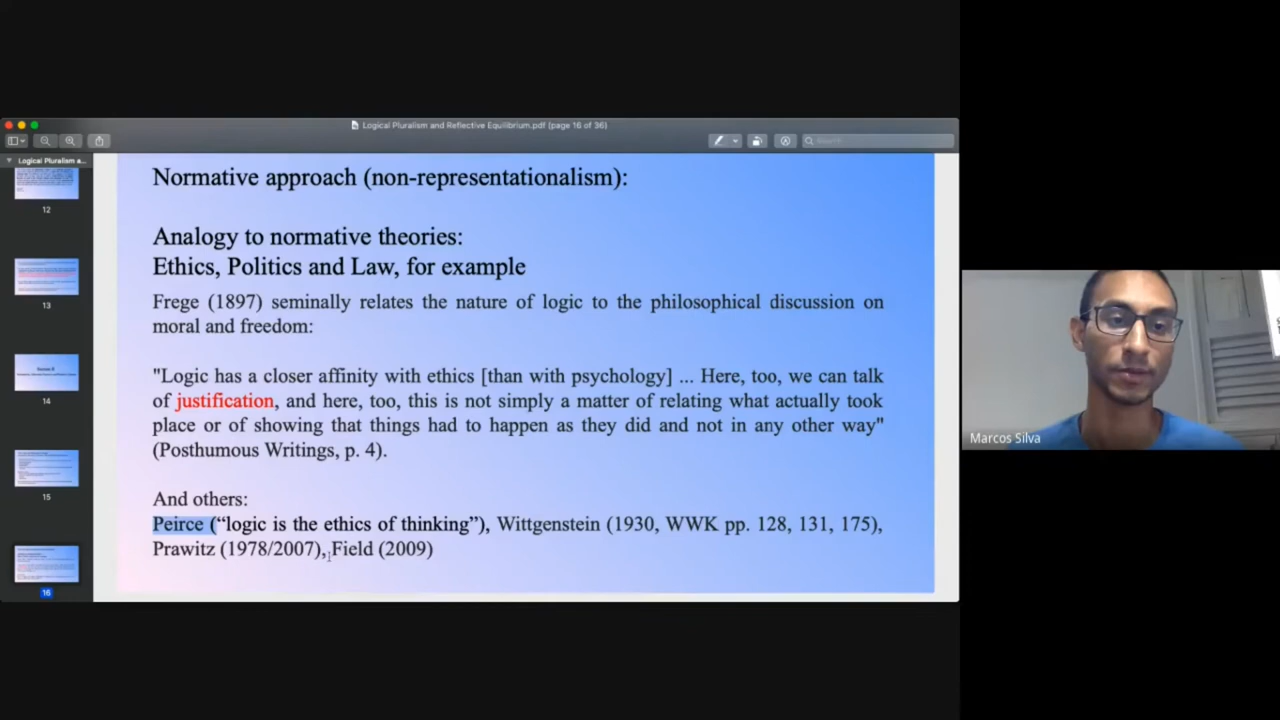 Logical Pluralism and Reflective Equilibrium.pdf (page 16 of 36)
Search
Logical Pluralism a...
12
13
14
15
16
Normative approach (non-representationalism):
Analogy to normative theories:
Ethics, Politics and Law, for example
Frege (1897) seminally relates the nature of logic to the philosophical discussion on
moral and freedom:
"Logic has a closer affinity with ethics [than with psychology] ... Here, too, we can talk
of justification, and here, too, this is not simply a matter of relating what actually took
place or of showing that things had to happen as they did and not in any other way"
(Posthumous Writings, p. 4).
And others:
Peirce (“logic is the ethics of thinking”), Wittgenstein (1930, WWK pp. 128, 131, 175),
Prawitz (1978/2007), Field (2009)
Marcos Silva